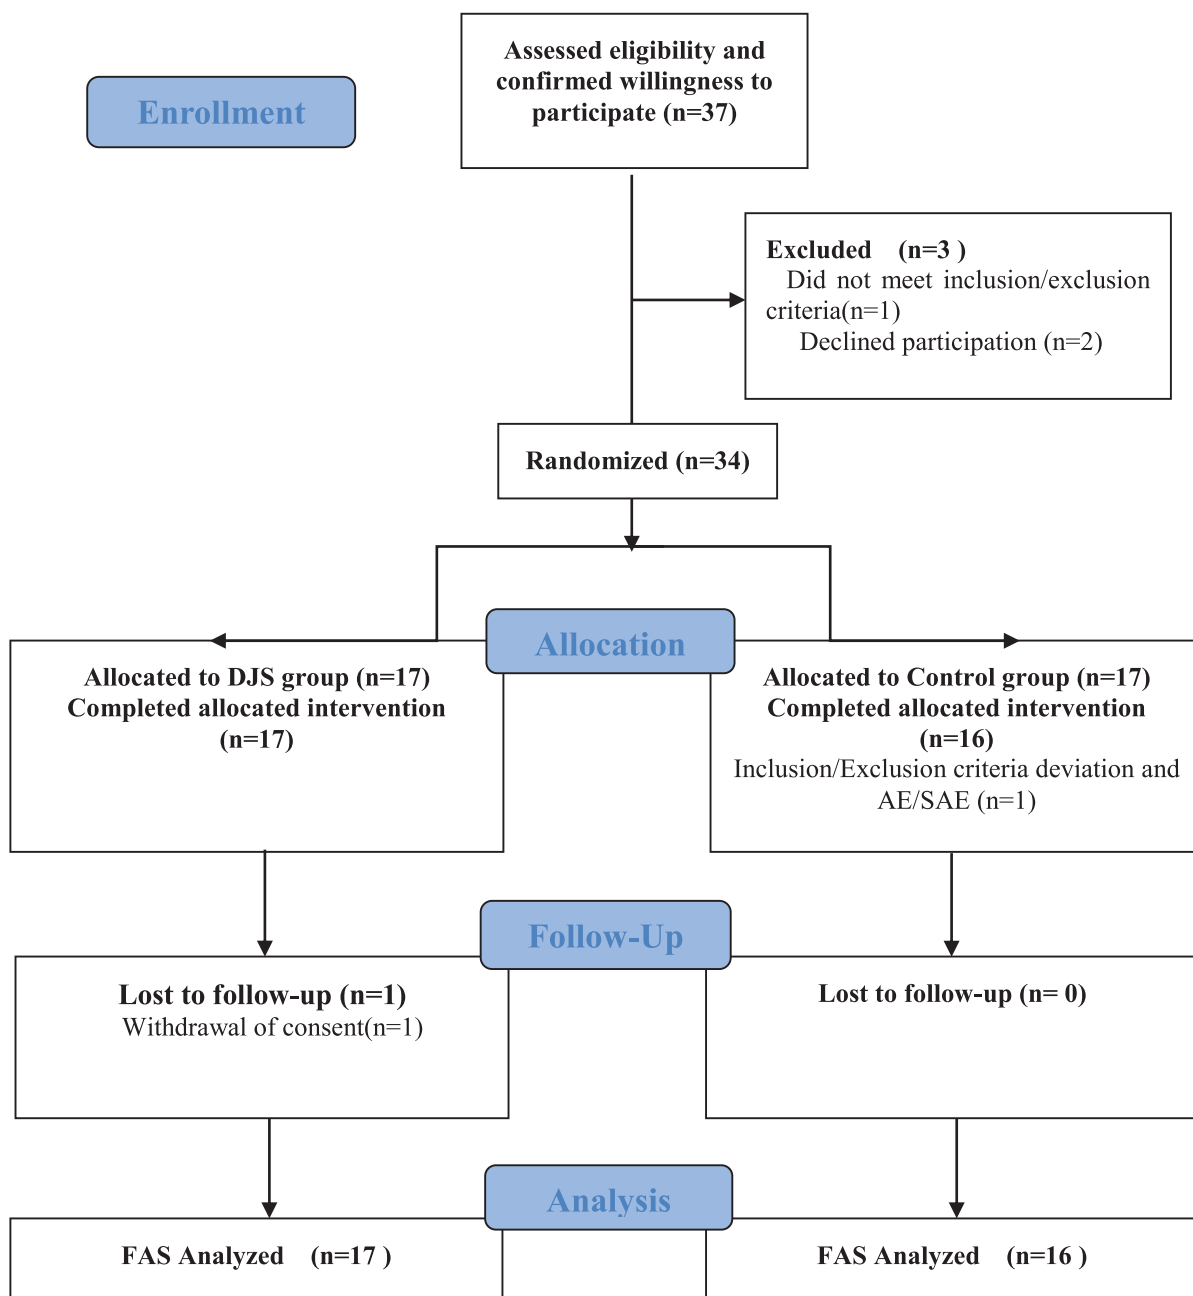 Assessed eligibility and
confirmed willingness to
participate (n=37)
Enrollment
Excluded (n=3 )
Did not meet inclusion/exclusion
criteria(n=1)
Declined participation (n=2)
Randomized (n=34)
Allocation
Allocated to DJS group (n=17)
Completed allocated intervention
(n=17)
Allocated to Control group (n=17)
Completed allocated intervention
(n=16)
Inclusion/Exclusion criteria deviation and
AE/SAE (n=1)
Follow-Up
Lost to follow-up (n=1)
Withdrawal of consent(n=1)
Lost to follow-up (n= 0)
Analysis
FAS Analyzed (n=17 )
FAS Analyzed (n=16 )